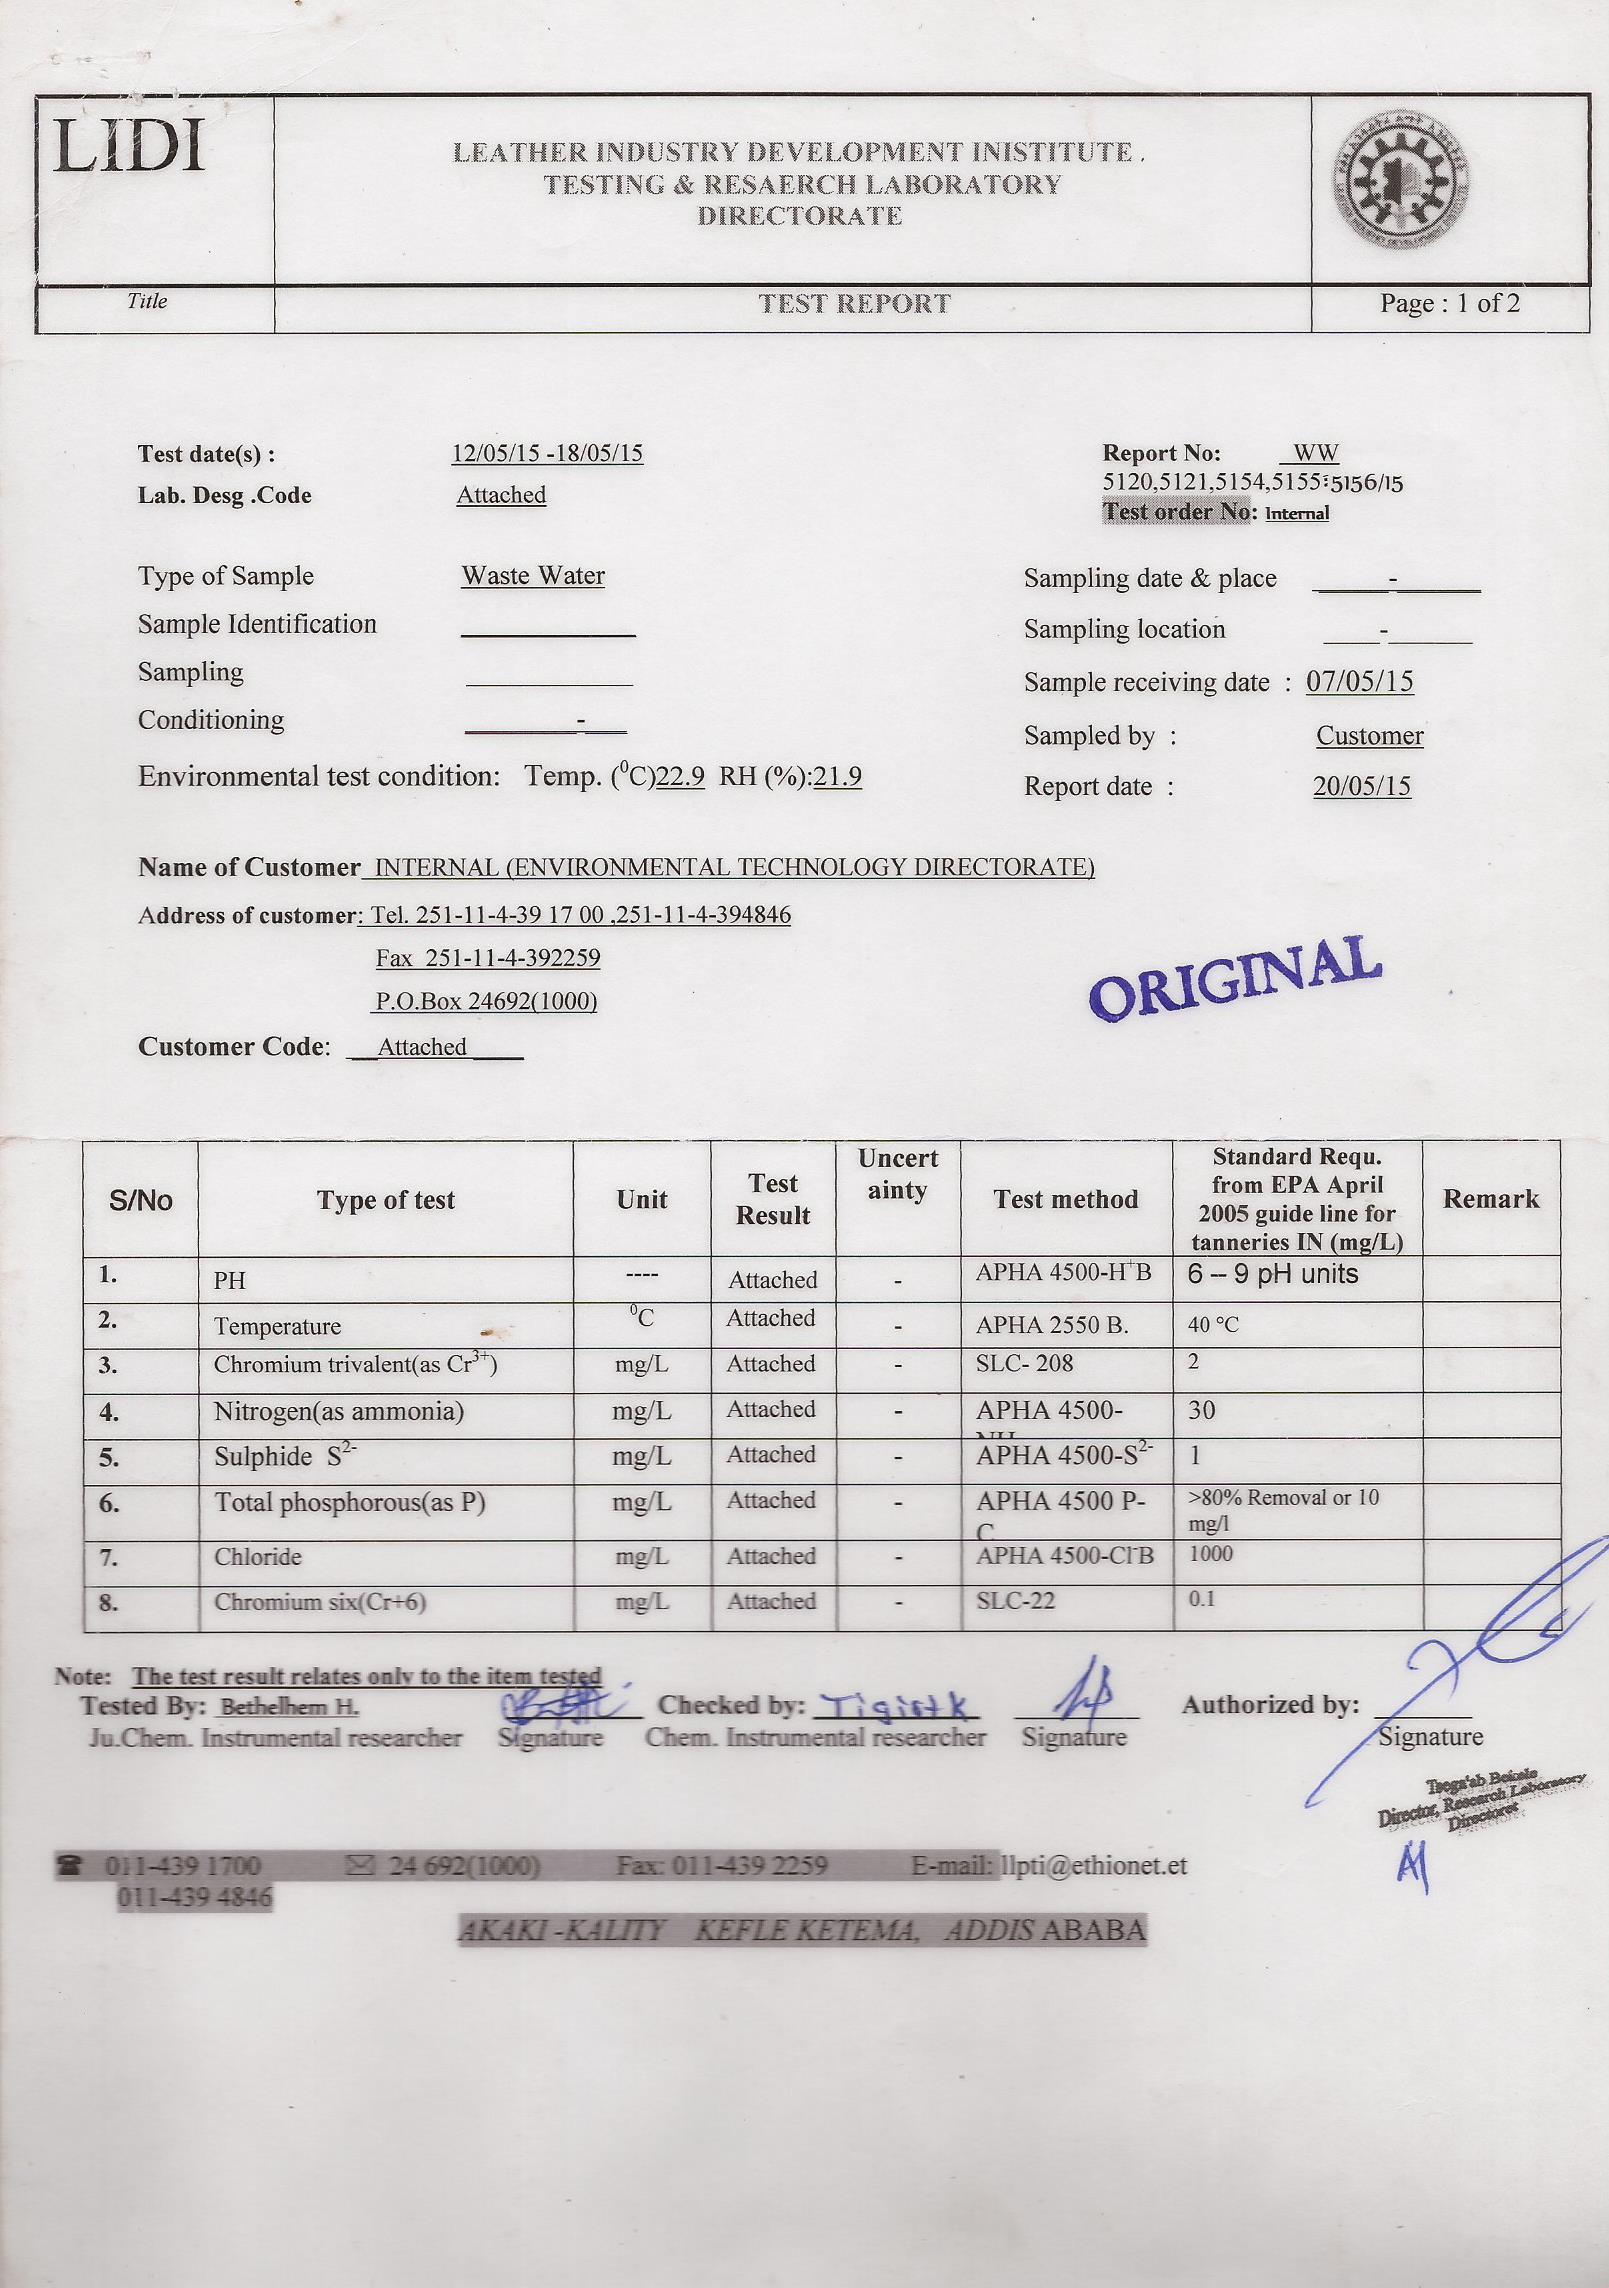 LIDI
LEATHER INDUSTRY DEVELOPMENT INISTITUTE .
TESTING & RESAERCH LABORATORY
DIRECTORATE
Title
TEST REPORT
Page : 1 of 2
Test date(s) : 12/05/15 -18/05/15
Report No: WW
Lab. Desg .Code Attached
5120,5121,5154,5155:5156/15
Test order No: Internal
Type of Sample Waste Water
Sampling date & place -
Sample Identification
Sampling location -
Sampling
Sample receiving date : 07/05/15
Conditioning -
Sampled by : Customer
Environmental test condition: Temp. (⁰C)22.9 RH (%):21.9
Report date : 20/05/15
Name of Customer INTERNAL (ENVIRONMENTAL TECHNOLOGY DIRECTORATE)
Address of customer: Tel. 251-11-4-39 17 00 ,251-11-4-394846
Fax 251-11-4-392259
ORIGINAL
P.O.Box 24692(1000)
Customer Code: Attached
S/No Type of test Unit Test Result Uncert ainty Test method Standard Requ. from EPA April 2005 guide line for tanneries IN (mg/L) Remark
1. PH ---- Attached - APHA 4500-H⁺B 6 – 9 pH units
2. Temperature ⁰C Attached - APHA 2550 B. 40 °C
3. Chromium trivalent(as Cr³⁺) mg/L Attached - SLC- 208 2
4. Nitrogen(as ammonia) mg/L Attached - APHA 4500- 30
5. Sulphide S²⁻ mg/L Attached - APHA 4500-S²⁻ 1
6. Total phosphorous(as P) mg/L Attached - APHA 4500 P-C >80% Removal or 10 mg/l
7. Chloride mg/L Attached - APHA 4500-Cl⁻B 1000
8. Chromium six(Cr+6) mg/L Attached - SLC-22 0.1
Note: The test result relates only to the item tested
Tested By: Bethelhem H. Checked by: Tigist k Authorized by:
Ju.Chem. Instrumental researcher Signature Chem. Instrumental researcher Signature Signature
Tsega'ab Bekele
Director, Research Laboratory
Directoret
011-439 1700 24 692(1000) Fax: 011-439 2259 E-mail: llpti@ethionet.et
011-439 4846
AKAKI -KALITY KEFLE KETEMA, ADDIS ABABA